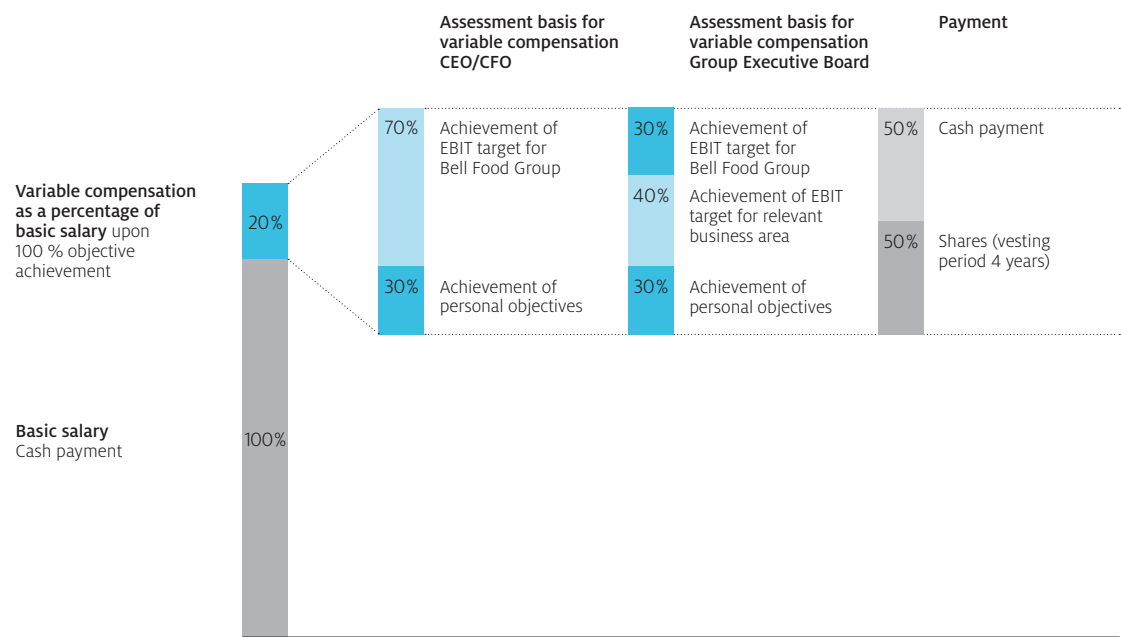 Assessment basis for
variable compensation
CEO/CFO
Assessment basis for
variable compensation
Group Executive Board
Payment
Variable compensation
as a percentage of
basic salary upon
100 % objective
achievement
20%
70%
Achievement of
EBIT target for
Bell Food Group
30%
Achievement of
personal objectives
30%
Achievement of
EBIT target for
Bell Food Group
40%
Achievement of EBIT
target for relevant
business area
30%
Achievement of
personal objectives
50%
Cash payment
50%
Shares (vesting
period 4 years)
Basic salary
Cash payment
100%